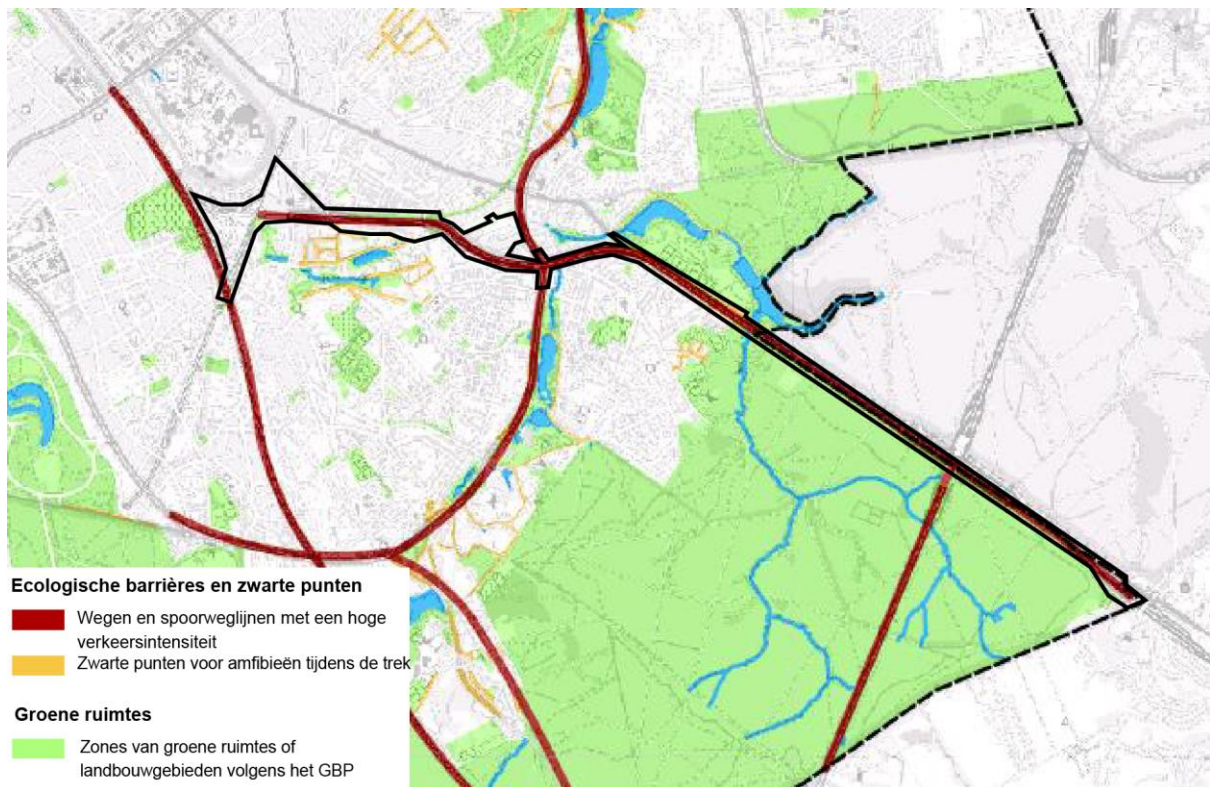 Ecologische barrières en zwarte punten
Wegen en spoorweglijnen met een hoge
verkeersintensiteit
Zwarte punten voor amfibieën tijdens de trek
Groene ruimtes
Zones van groene ruimtes of
landbouwgebieden volgens het GBP